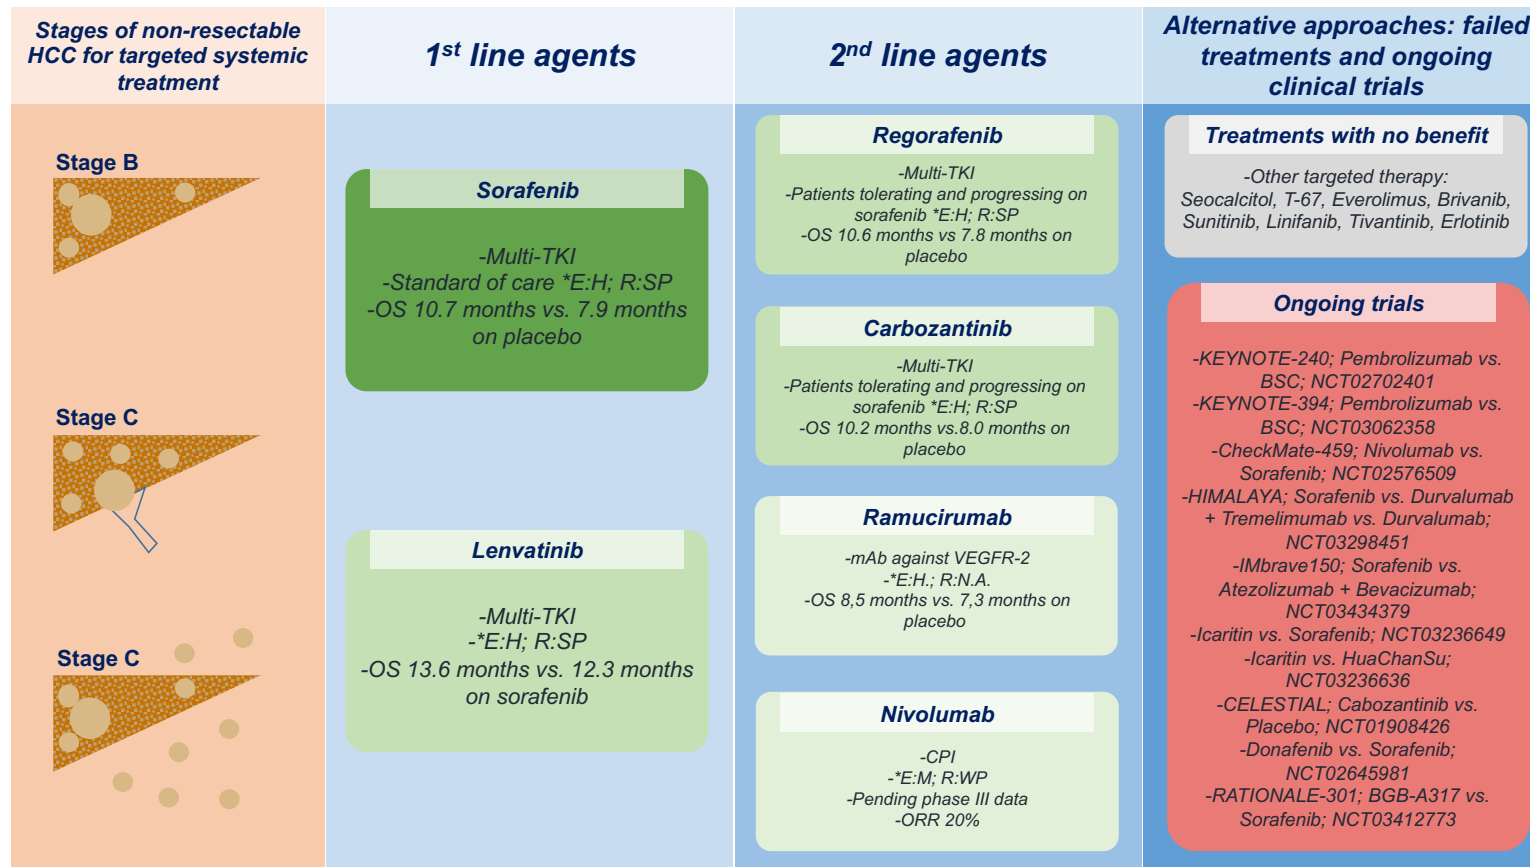 Stages of non-resectable
HCC for targeted systemic
treatment
Stage B
Stage C
Stage C
1st line agents
Sorafenib
-Multi-TKI
-Standard of care *E:H; R:SP
-OS 10.7 months vs. 7.9 months
on placebo
Lenvatinib
-Multi-TKI
-*E:H; R:SP
-OS 13.6 months vs. 12.3 months
on sorafenib
2nd line agents
Regorafenib
-Multi-TKI
-Patients tolerating and progressing on
sorafenib *E:H; R:SP
-OS 10.6 months vs 7.8 months on
placebo
Carbozantinib
-Multi-TKI
-Patients tolerating and progressing on
sorafenib *E:H; R:SP
-OS 10.2 months vs.8.0 months on
placebo
Ramucirumab
-mAb against VEGFR-2
-*E:H.; R:N.A.
-OS 8,5 months vs. 7,3 months on
placebo
Nivolumab
-CPI
-*E:M; R:WP
-Pending phase III data
-ORR 20%
Alternative approaches: failed
treatments and ongoing
clinical trials
Treatments with no benefit
-Other targeted therapy:
Seocalcitol, T-67, Everolimus, Brivanib,
Sunitinib, Linifanib, Tivantinib, Erlotinib
Ongoing trials
-KEYNOTE-240; Pembrolizumab vs.
BSC; NCT02702401
-KEYNOTE-394; Pembrolizumab vs.
BSC; NCT03062358
-CheckMate-459; Nivolumab vs.
Sorafenib; NCT02576509
-HIMALAYA; Sorafenib vs. Durvalumab
+ Tremelimumab vs. Durvalumab;
NCT03298451
-IMbrave150; Sorafenib vs.
Atezolizumab + Bevacizumab;
NCT03434379
-Icaritin vs. Sorafenib; NCT03236649
-Icaritin vs. HuaChanSu;
NCT03236636
-CELESTIAL; Cabozantinib vs.
Placebo; NCT01908426
-Donafenib vs. Sorafenib;
NCT02645981
-RATIONALE-301; BGB-A317 vs.
Sorafenib; NCT03412773